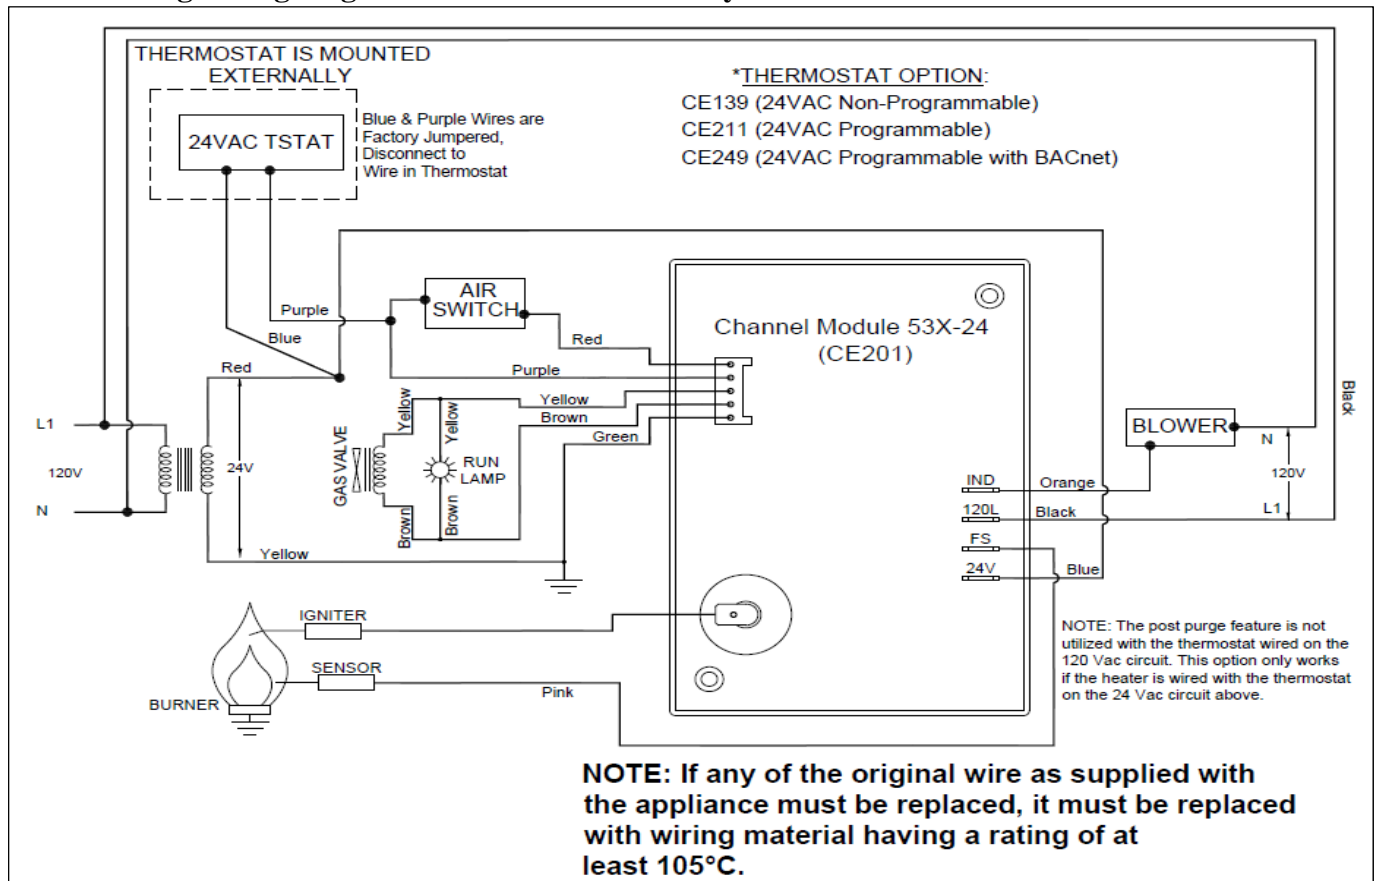 THERMOSTAT IS MOUNTED
EXTERNALLY
24VAC TSTAT
Blue & Purple Wires are
Factory Jumpered,
Disconnect to
Wire in Thermostat
*THERMOSTAT OPTION:
CE139 (24VAC Non-Programmable)
CE211 (24VAC Programmable)
CE249 (24VAC Programmable with BACnet)
AIR
SWITCH
Purple
Blue
Red
Red
Purple
Yellow
Brown
Green
Channel Module 53X-24
(CE201)
Black
L1
120V
N
24V
GAS VALVE
Yellow
Yellow
RUN
LAMP
Brown
Brown
Yellow
BLOWER
N
120V
L1
IND
Orange
120L
Black
FS
24V
Blue
IGNITER
SENSOR
Pink
BURNER
NOTE: The post purge feature is not
utilized with the thermostat wired on the
120 Vac circuit. This option only works
if the heater is wired with the thermostat
on the 24 Vac circuit above.
NOTE: If any of the original wire as supplied with
the appliance must be replaced, it must be replaced
with wiring material having a rating of at
least 105°C.